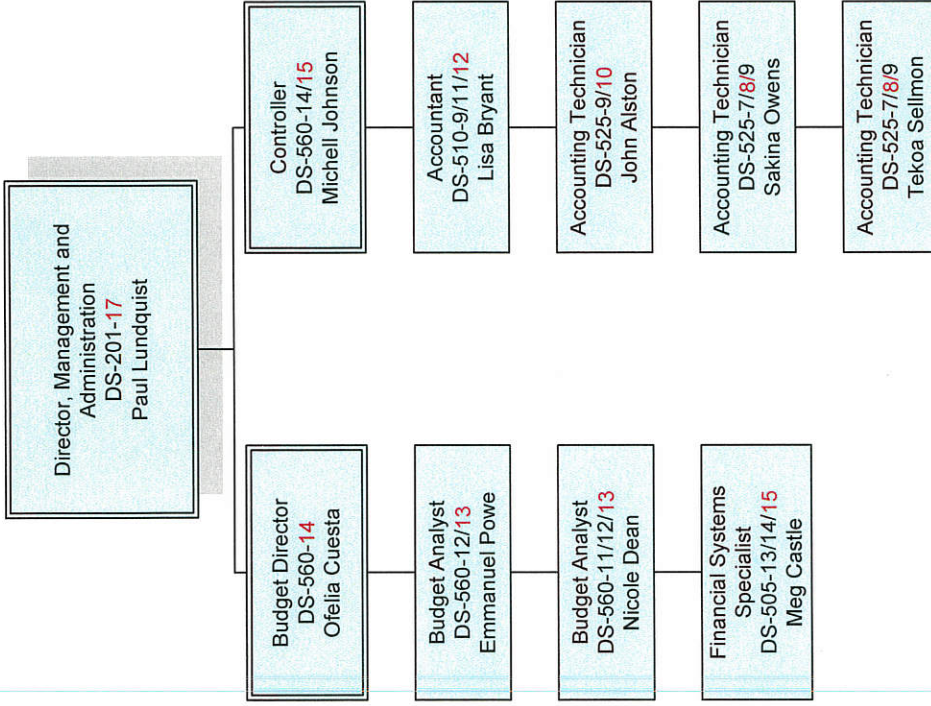 Director, Management and
Administration
DS-201-17
Paul Lundquist
Budget Director
DS-560-14
Ofelia Cuesta
Budget Analyst
DS-560-12/13
Emmanuel Powe
Budget Analyst
DS-560-11/12/13
Nicole Dean
Financial Systems
Specialist
DS-505-13/14/15
Meg Castle
Controller
DS-560-14/15
Michell Johnson
Accountant
DS-510-9/11/12
Lisa Bryant
Accounting Technician
DS-525-9/10
John Alston
Accounting Technician
DS-525-7/8/9
Sakina Owens
Accounting Technician
DS-525-7/8/9
Tekoa Sellmon